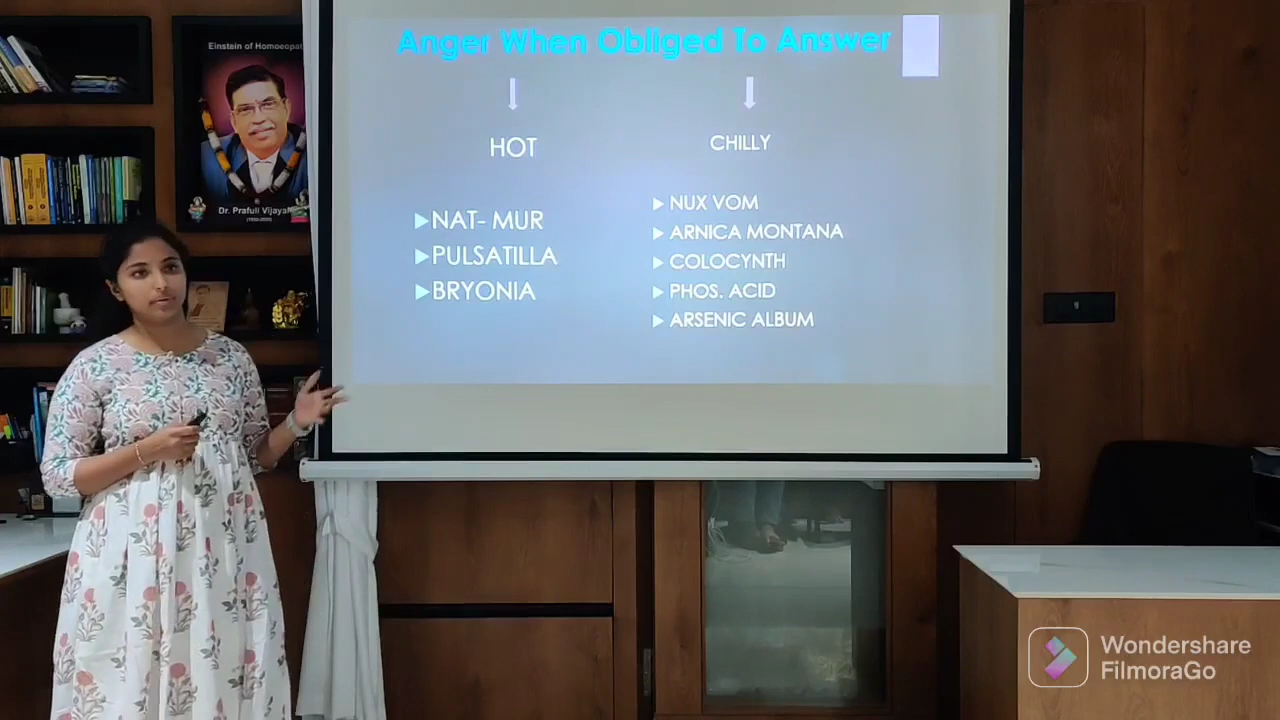 Anger When Obliged To Answer
HOT
NAT- MUR
PULSATILLA
BRYONIA
CHILLY
NUX VOM
ARNICA MONTANA
COLOCYNTH
PHOS. ACID
ARSENIC ALBUM
Einstein of Homoeopat
Dr. Prafull Vijayak
Wondershare
FilmoraGo